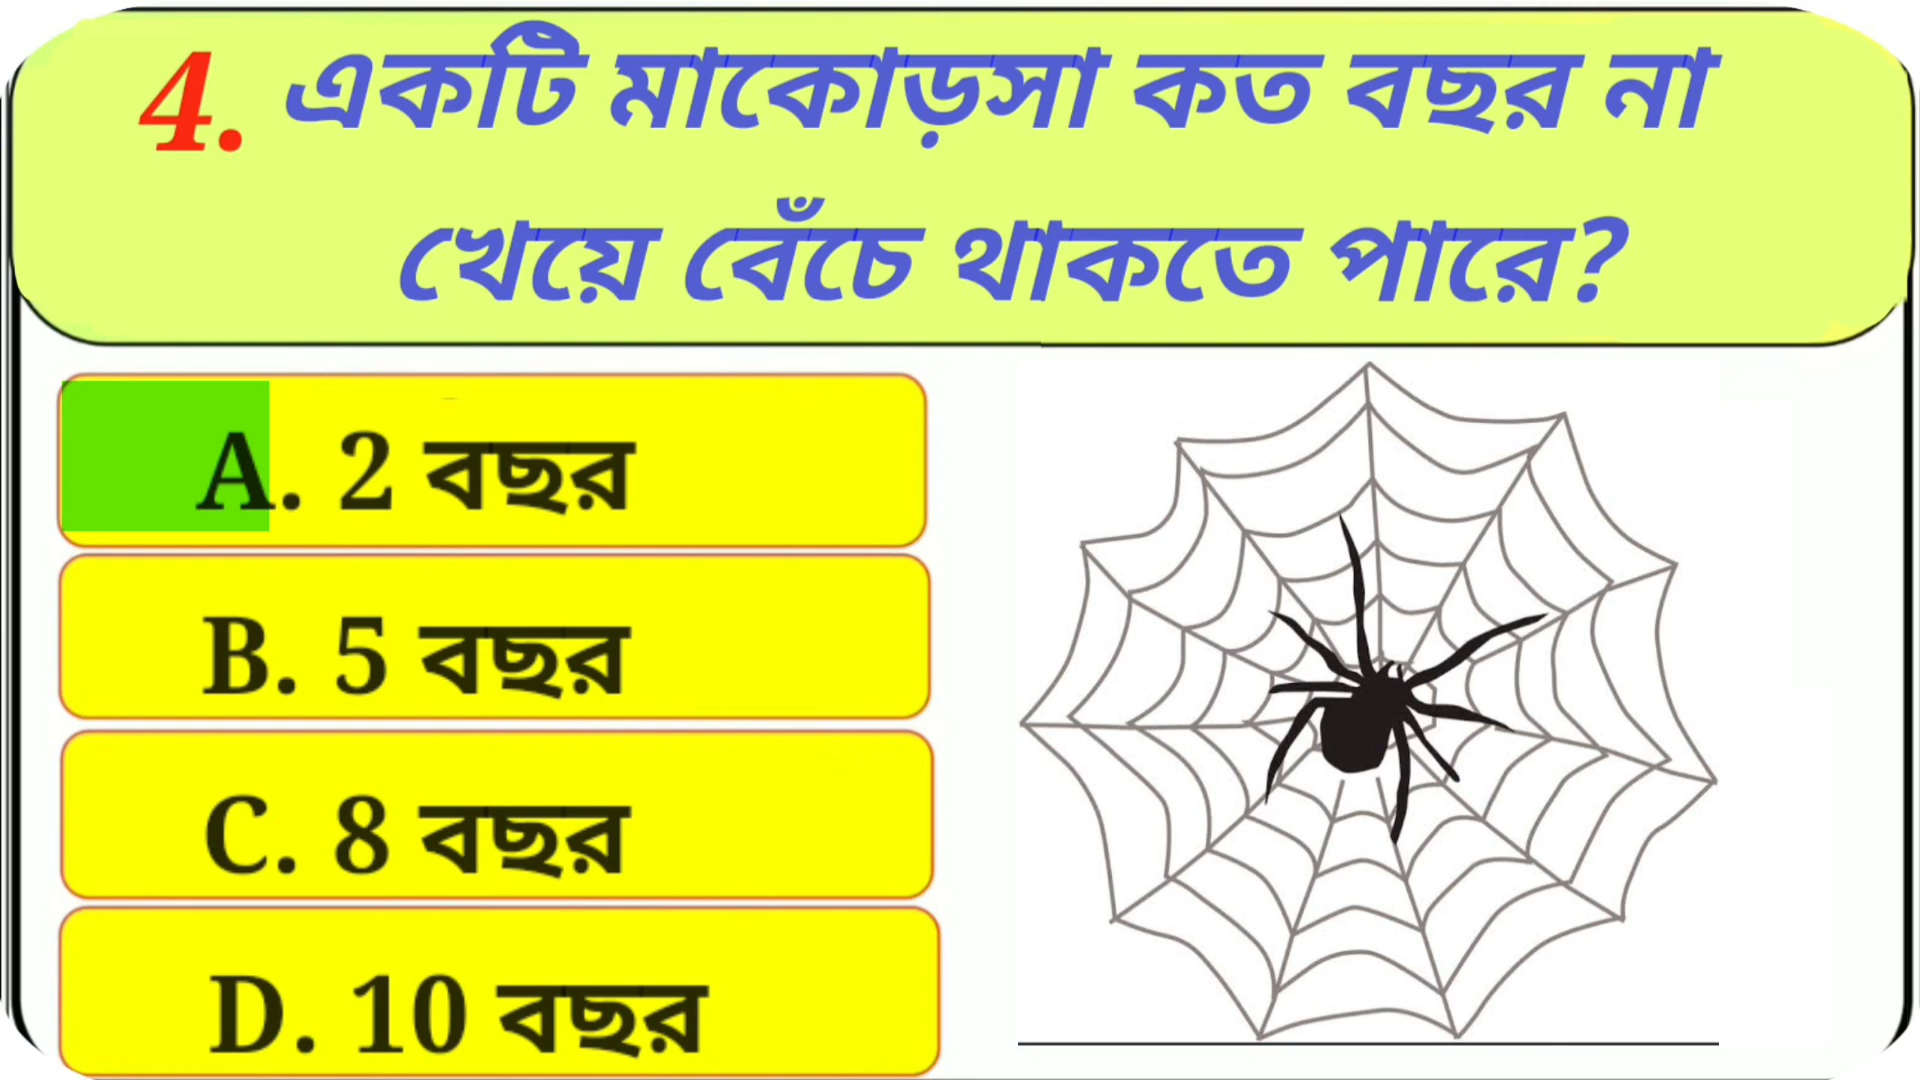 4. একটি মাকোড়সা কত বছর না
খেয়ে বেঁচে থাকতে পারে?
A. 2 বছর
B. 5 বছর
C. 8 বছর
D. 10 বছর